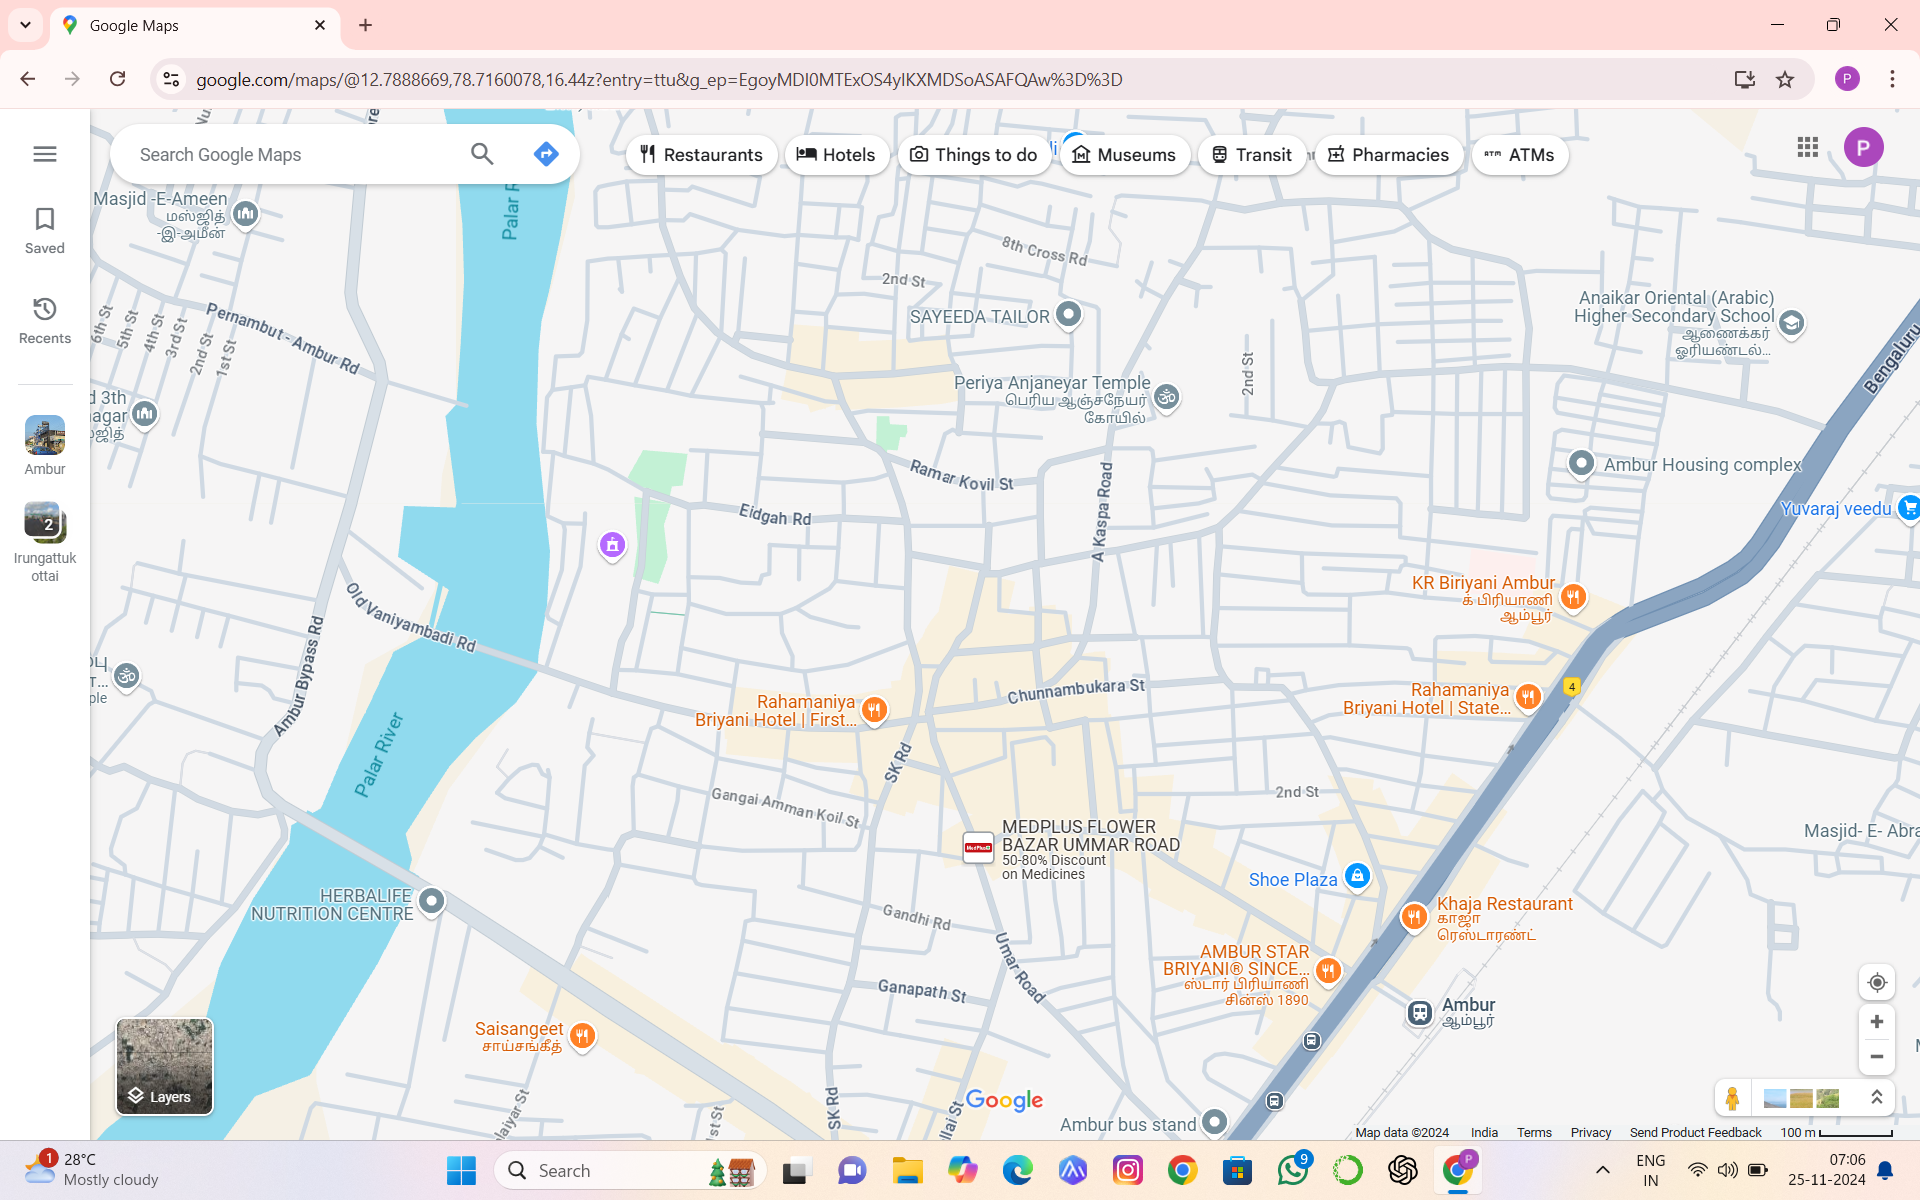 Google Maps
google.com/maps/@12.7888669,78.7160078,16.44z?entry=ttu&g_ep=EgoyMDI0MTExOS4yIKXMDSoASAFQAw%3D%3D
P
Search Google Maps
Restaurants
Hotels
Things to do
Museums
Transit
Pharmacies
ATMs
P
Saved
Recents
Ambur
2
Irungattuk
ottai
Masjid -E-Ameen
மஸ்ஜித்
-இ-அமீன்
Palar R
8th Cross Rd
2nd St
SAYEEDA TAILOR
Anaikar Oriental (Arabic)
Higher Secondary School
ஆணைக்கர்
ஓரியண்டல்...
Bengaluru
Pernambut - Ambur Rd
6th St
5th St
4th St
3rd St
2nd St
1st St
Periya Anjaneyar Temple
பெரிய ஆஞ்சநேயர்
கோயில்
2nd St
d 3th
nagar
Ramar Kovil St
A Kaspa Road
Ambur Housing complex
Eidgah Rd
Yuvaraj veedu
KR Biriyani Ambur
க் பிரியாணி
ஆம்பூர்
Old Vaniyambadi Rd
Ambur Bypass Rd
Palar River
Rahamaniya
Briyani Hotel | First...
Chunnambukara St
Rahamaniya
Briyani Hotel | State...
4
SK Rd
Gangai Amman Koil St
2nd St
MEDPLUS FLOWER
BAZAR UMMAR ROAD
50-80% Discount
on Medicines
Masjid- E- Abra
Shoe Plaza
HERBALIFE
NUTRITION CENTRE
Gandhi Rd
Khaja Restaurant
காஜா
ரெஸ்டாரண்ட்
Umar Road
AMBUR STAR
BRIYANI® SINCE...
ஸ்டார் பிரியாணி
சின்ஸ் 1890
Ganapath St
Ambur
ஆம்பூர்
Saisangeet
சாய்சங்கீத்
SK Rd
1st St
Layers
Google
Ambur bus stand
Map data ©2024
India
Terms
Privacy
Send Product Feedback
100 m
1
28°C
Mostly cloudy
Search
9
P
ENG
IN
07:06
25-11-2024